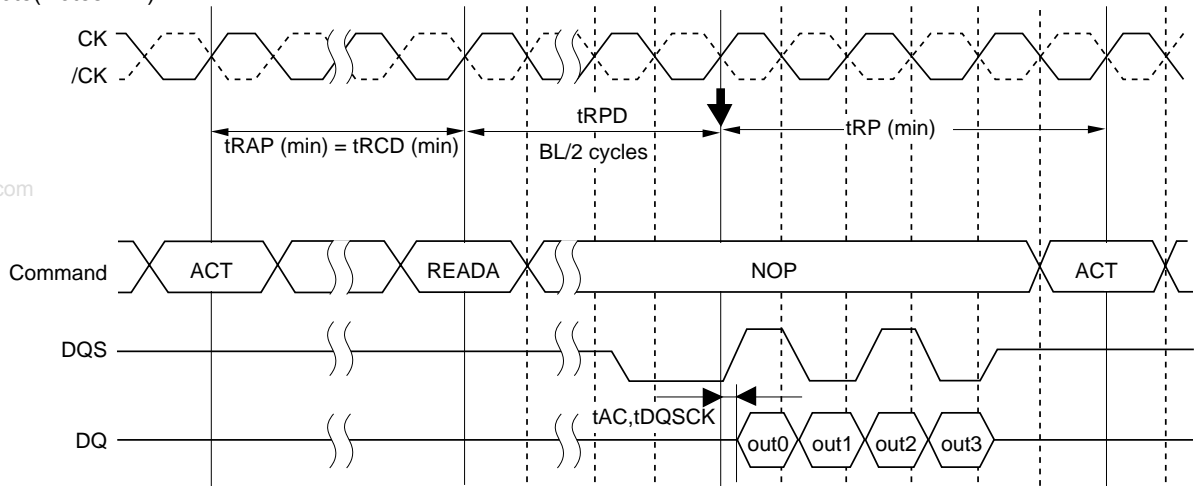 CK
/CK
tRPD
tRP (min)
tRAP (min) = tRCD (min)
BL/2 cycles
com
Command
ACT
READA
NOP
ACT
DQS
tAC,tDQSCK
DQ
out0
out1
out2
out3